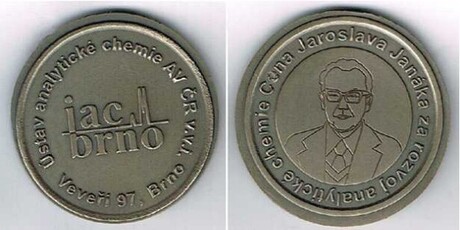 Ústav analytické chemie AV ČR v.v.i.
iac
brno
Veveří 97, Brno
Cena Jaroslava Janáka za rozvoj analytické chemie